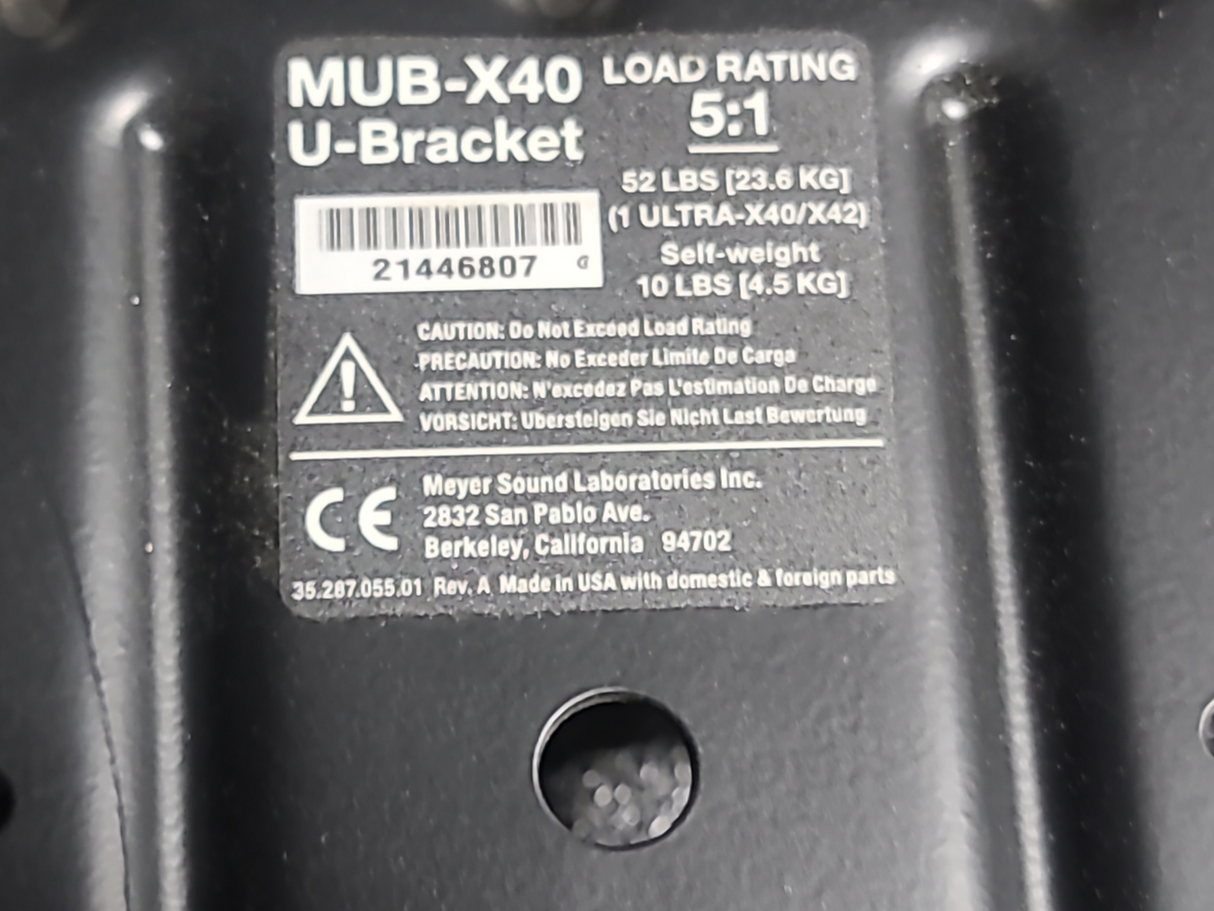 MUB-X40
U-Bracket
21446807
LOAD RATING
5:1
52 LBS [23.6 KG]
(1 ULTRA-X40/X42)
Self-weight
10 LBS [4.5 KG]
CAUTION: Do Not Exceed Load Rating
PRECAUTION: No Exceder Limite De Carga
ATTENTION: N'excedez Pas L'estimation De Charge
VORSICHT: Ubersteigen Sie Nicht Last Bewertung
CE
Meyer Sound Laboratories Inc.
2832 San Pablo Ave.
Berkeley, California 94702
35.287.055.01 Rev. A Made in USA with domestic & foreign parts